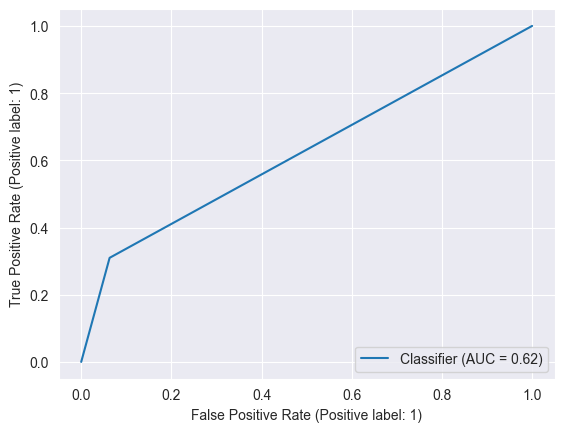 1.0
0.8
0.6
0.4
0.2
0.0
True Positive Rate (Positive label: 1)
Classifier (AUC = 0.62)
0.0 0.2 0.4 0.6 0.8 1.0
False Positive Rate (Positive label: 1)